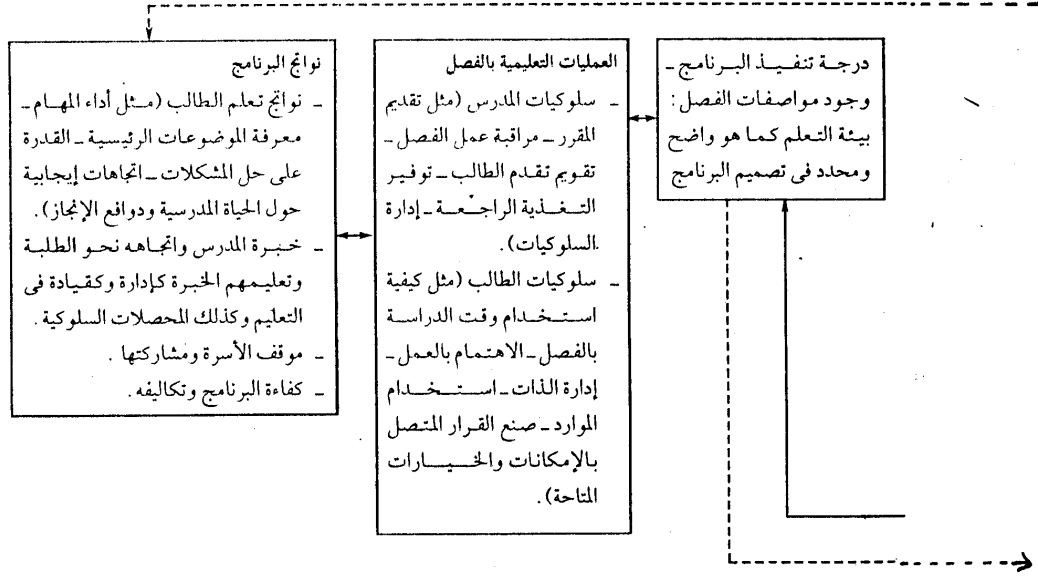 درجة تنفيذ البرنامج –
وجود مواصفات الفصل :
بيئة التعلم كما هو واضح
ومحدد فى تصميم البرنامج
العمليات التعليمية بالفصل
– سلوكيات المدرس (مثل تقديم
المقرر – مراقبة عمل الفصل –
تقويم تقدم الطالب – توفير
التغذية الراجعة – إدارة
السلوكيات).
– سلوكيات الطالب (مثل كيفية
استخدام وقت الدراسة
بالفصل – الاهتمام بالعمل –
إدارة الذات – استخدام
الموارد – صنع القرار المتصل
بالإمكانات والخيارات
المتاحة).
نواتج البرنامج
– نواتج تعلم الطالب (مثل أداء المهام –
معرفة الموضوعات الرئيسية – القدرة
على حل المشكلات – اتجاهات إيجابية
حول الحياة المدرسية ودوافع الإنجاز).
– خبرة المدرس واتجاهه نحو الطلبة
وتعليمهم الخبرة كإدارة وكقيادة فى
التعليم وكذلك المحصلات السلوكية .
– موقف الأسرة ومشاركتها .
– كفاءة البرنامج وتكاليفه .